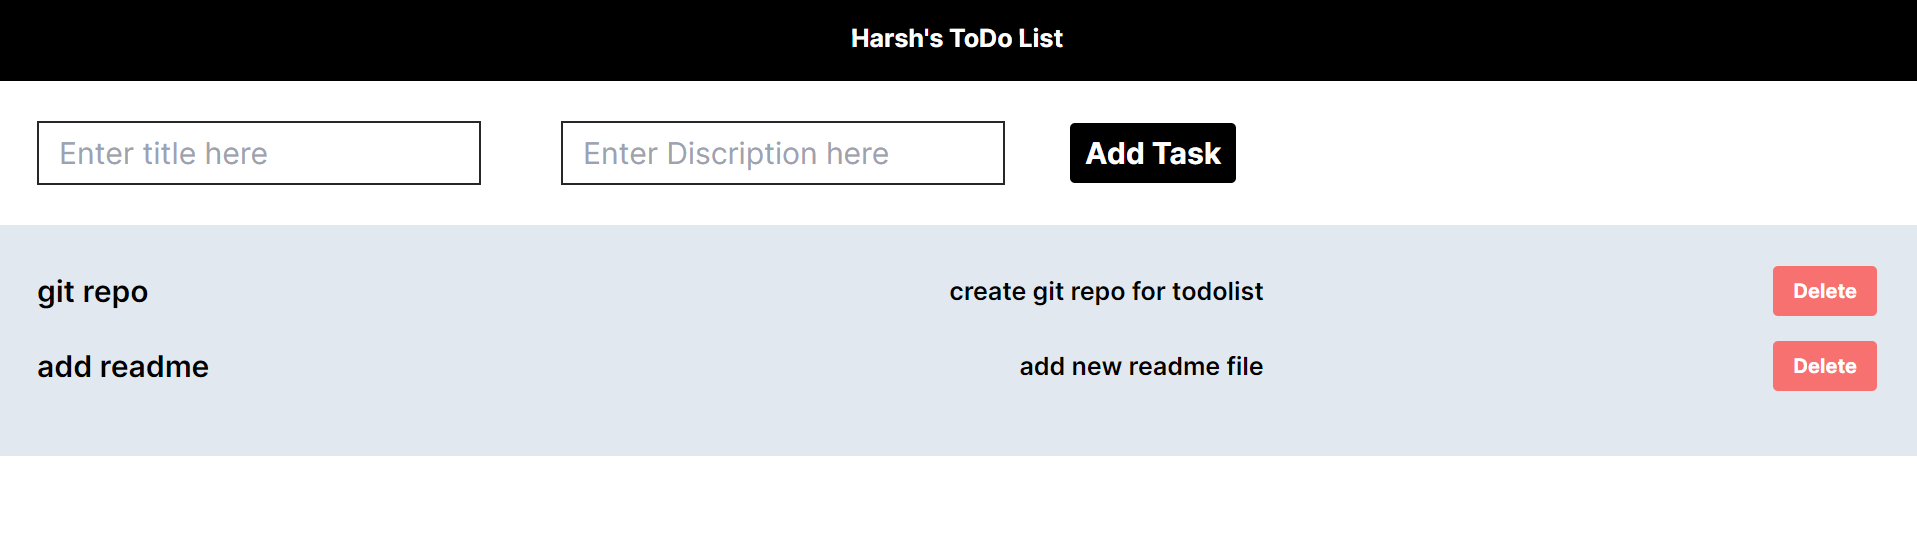 Harsh's ToDo List
Enter title here
Enter Discription here
Add Task
git repo
create git repo for todolist
Delete
add readme
add new readme file
Delete